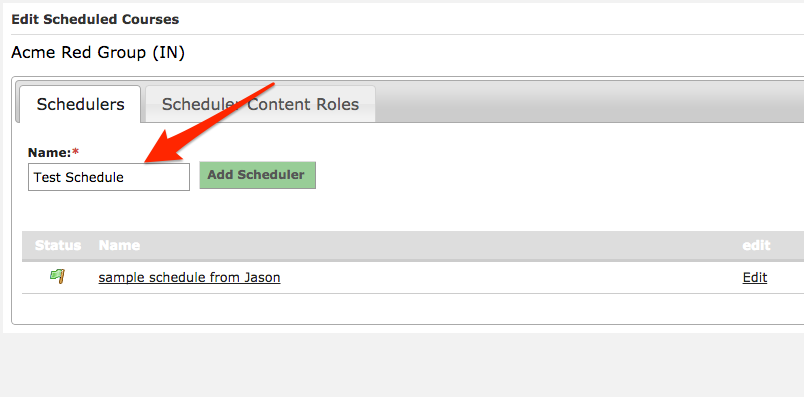 Edit Scheduled Courses
Acme Red Group (IN)
Schedulers Scheduler Content Roles
Name:*
Test Schedule Add Scheduler
Status Name edit
sample schedule from Jason Edit